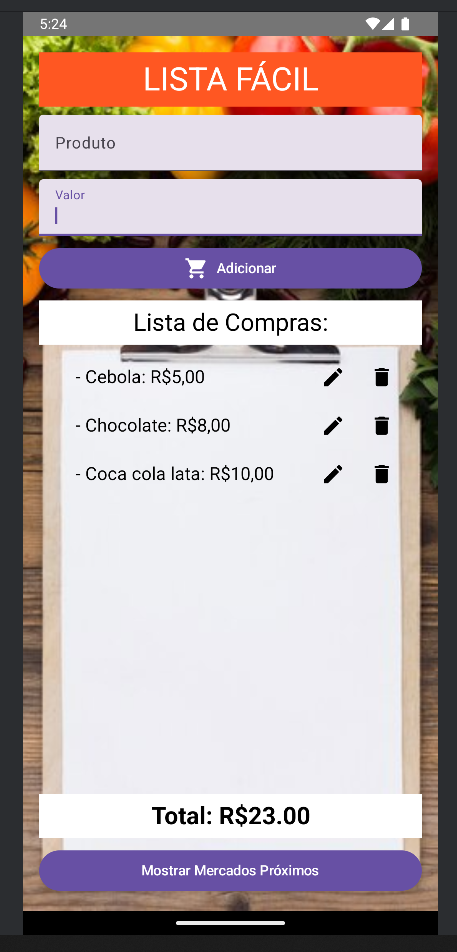 5:24
LISTA FÁCIL
Produto
Valor
Adicionar
Lista de Compras:
- Cebola: R$5,00
- Chocolate: R$8,00
- Coca cola lata: R$10,00
Total: R$23.00
Mostrar Mercados Próximos